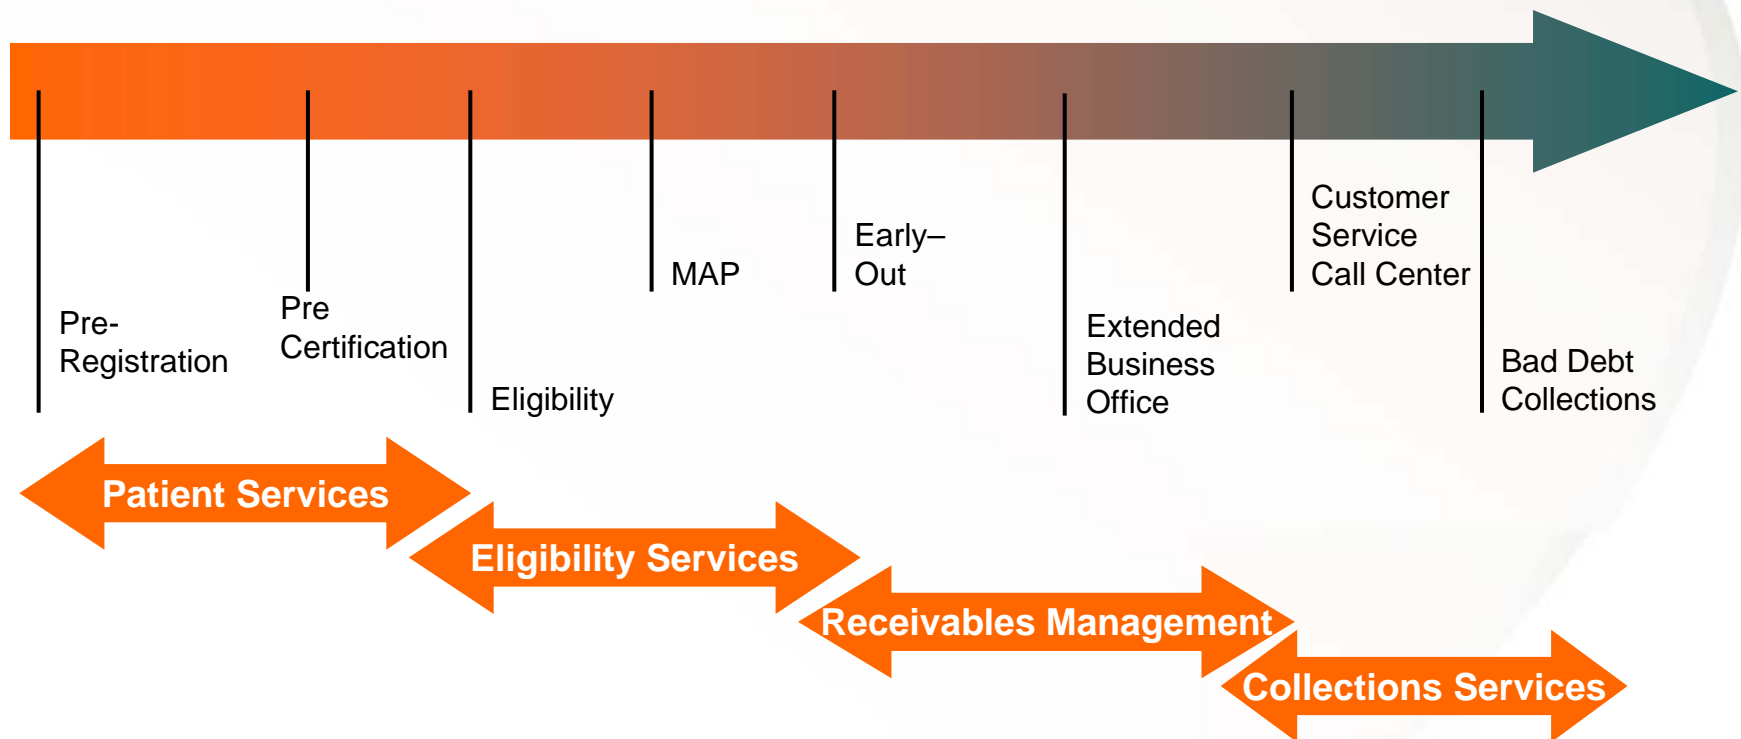 Pre-
Registration
Pre
Certification
Eligibility
MAP
Early–
Out
Extended
Business
Office
Customer
Service
Call Center
Bad Debt
Collections
Patient Services
Eligibility Services
Receivables Management
Collections Services